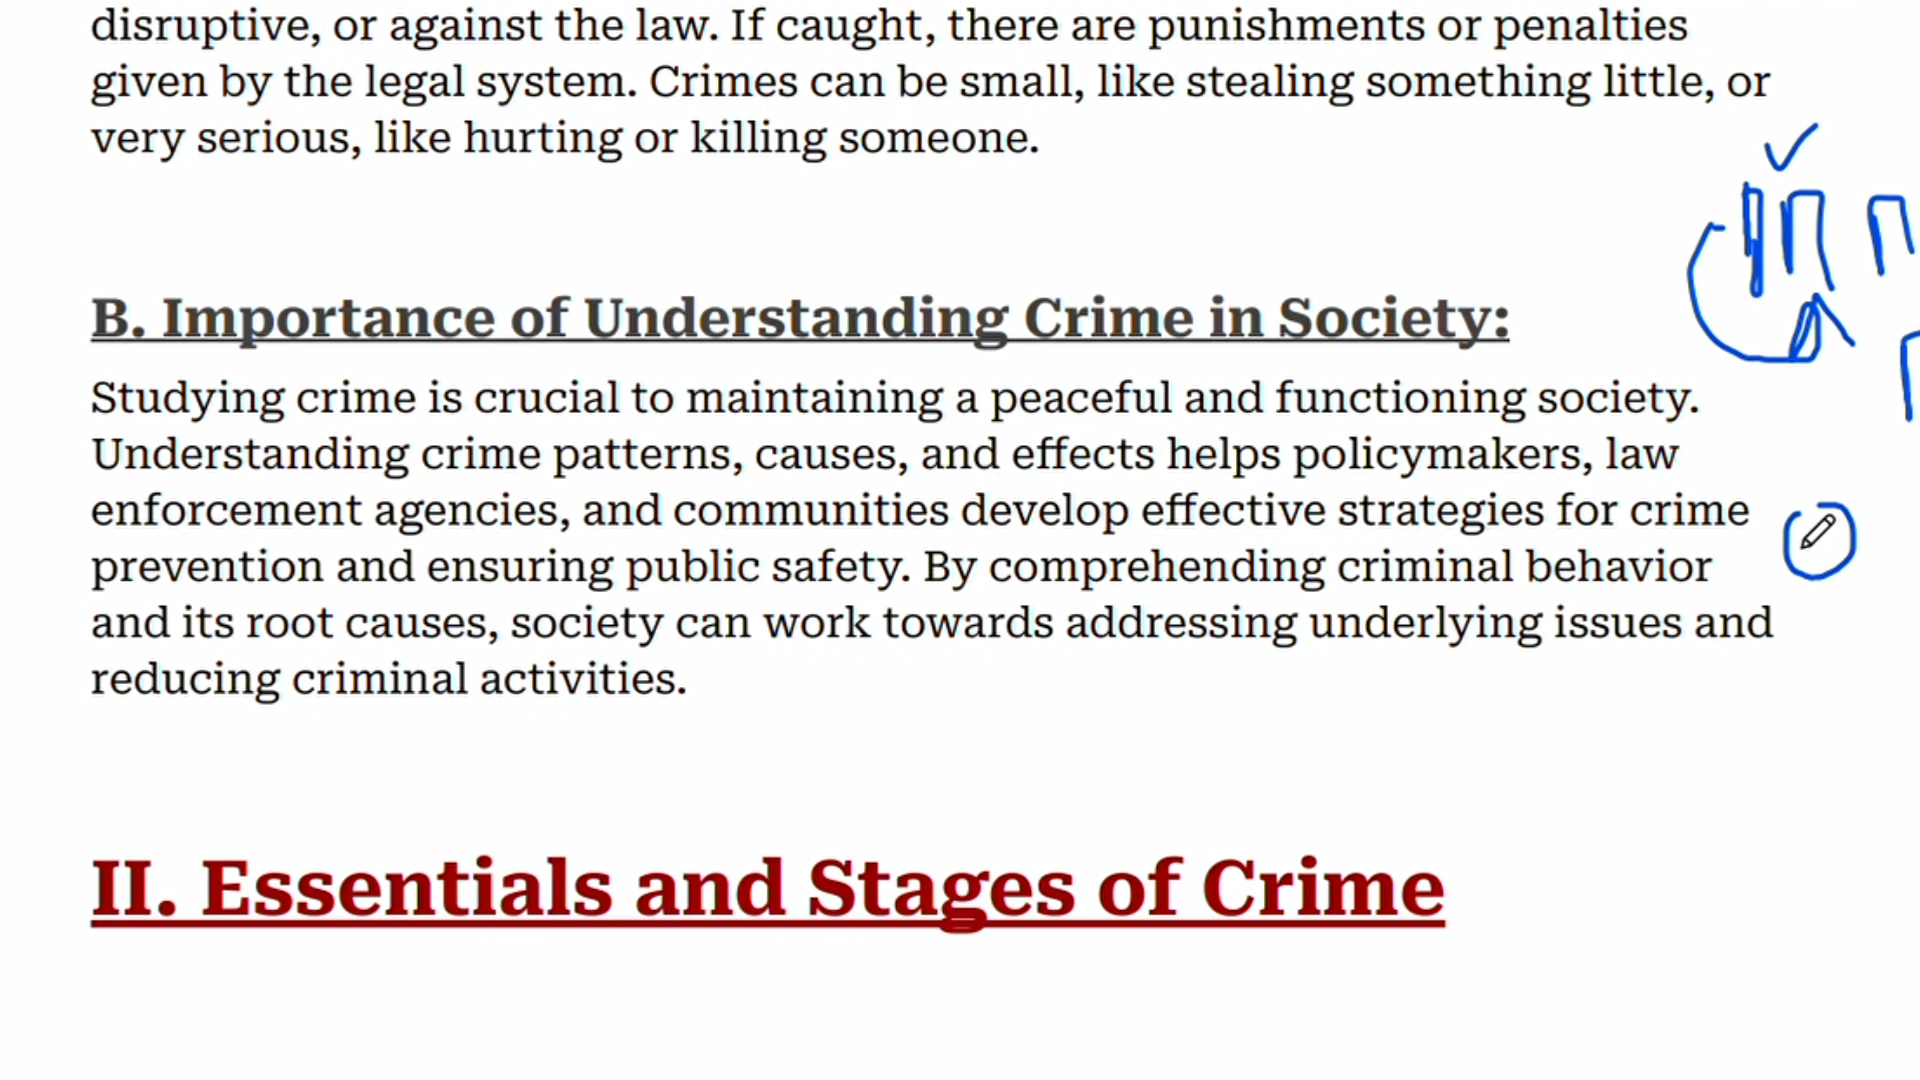 disruptive, or against the law. If caught, there are punishments or penalties
given by the legal system. Crimes can be small, like stealing something little, or
very serious, like hurting or killing someone.
B. Importance of Understanding Crime in Society:
Studying crime is crucial to maintaining a peaceful and functioning society.
Understanding crime patterns, causes, and effects helps policymakers, law
enforcement agencies, and communities develop effective strategies for crime
prevention and ensuring public safety. By comprehending criminal behavior
and its root causes, society can work towards addressing underlying issues and
reducing criminal activities.
II. Essentials and Stages of Crime